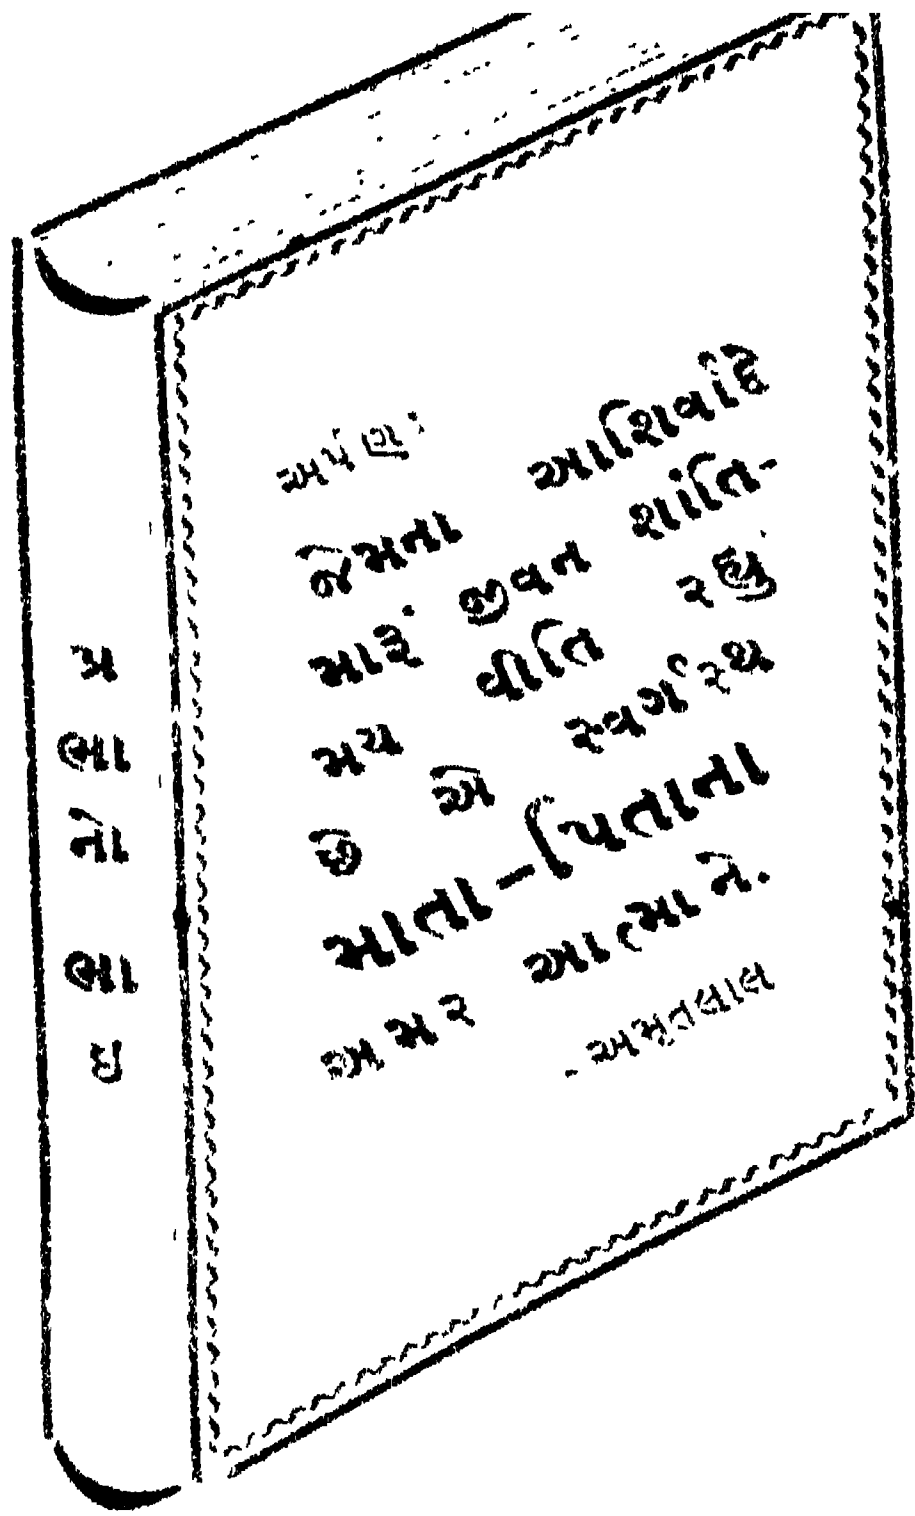 પ્ર
ભા
નો
ભા
ઇ
અર્પણ :
જેમના આશિર્વાદે
મારૂં જીવન શાંતિ-
મય વીતિ રહ્યું
છે એ સ્વર્ગસ્થ
માતા-પિતાના
અમર આત્માને.
- અમૃતલાલ